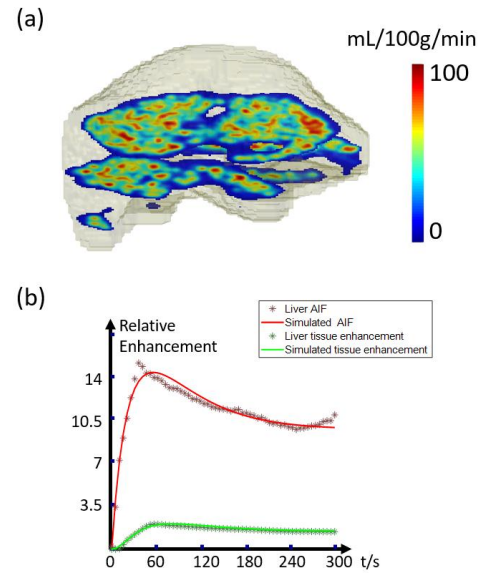 (a)
mL/100g/min
100
0
(b)
Relative
Enhancement
Liver AIF
Simulated AIF
Liver tissue enhancement
Simulated tissue enhancement
14
10.5
7
3.5
0 60 120 180 240 300 t/s